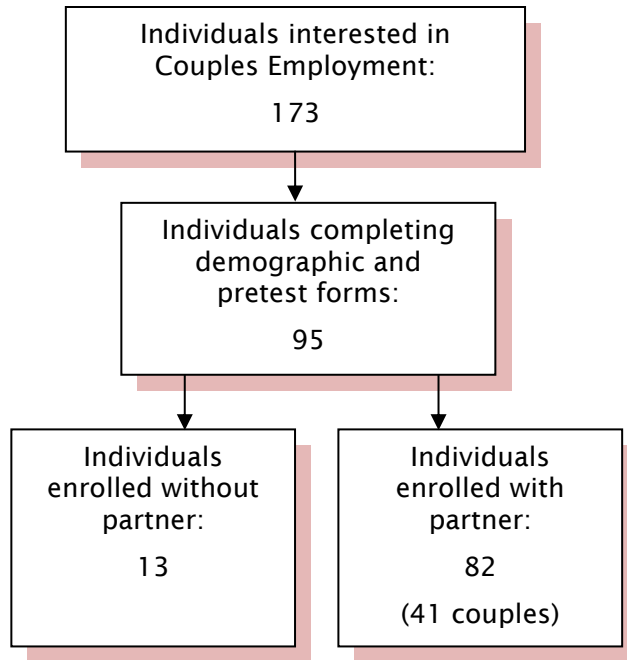 Individuals interested in
Couples Employment:
173
Individuals completing
demographic and
pretest forms:
95
Individuals
enrolled without
partner:
13
Individuals
enrolled with
partner:
82
(41 couples)